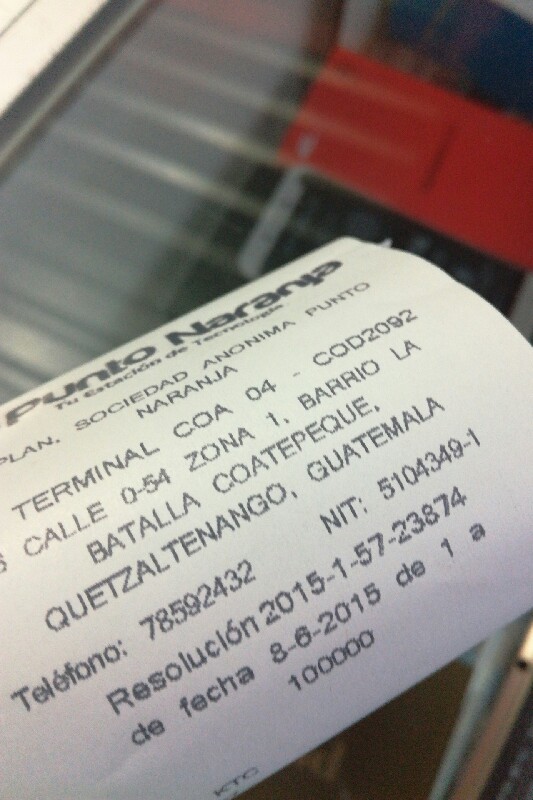 Punto Naranja
Tu Estación de Tecnología
PLAN, SOCIEDAD ANONIMA PUNTO
NARANJA
TERMINAL COA 04 - COD2092
CALLE 0-54 ZONA 1, BARRIO LA
BATALLA COATEPEQUE,
QUETZALTENANGO, GUATEMALA
Teléfono: 78592432 NIT: 5104349-1
Resolución 2015-1-57-23874
de fecha 8-6-2015 de 1 a
100000
KTC